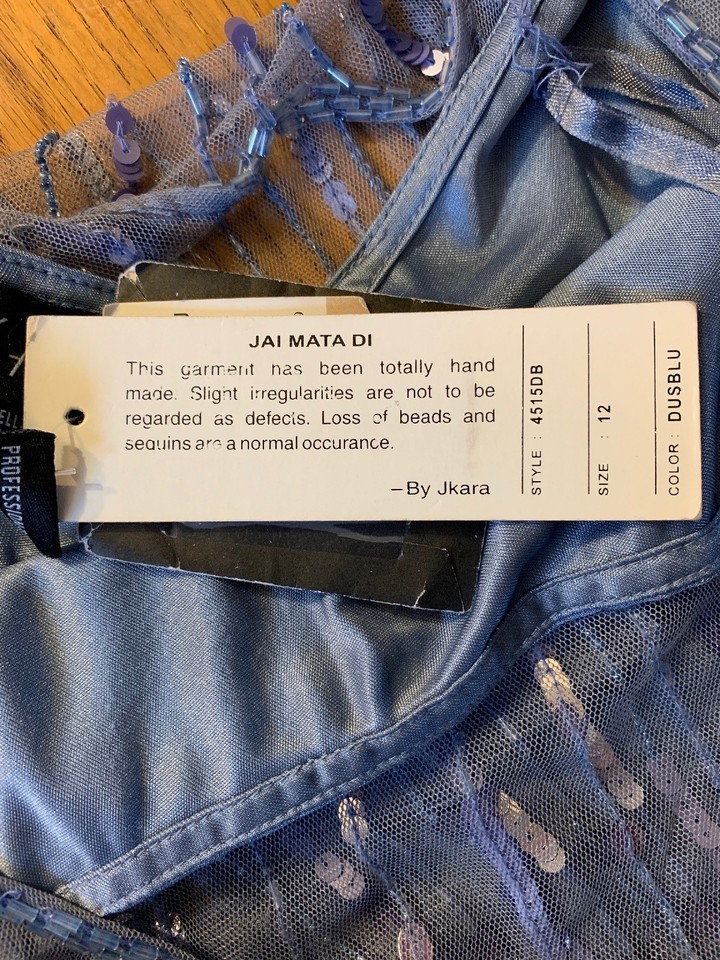 JAI MATA DI
This garment has been totally hand
made. Slight irregularities are not to be
regarded as defects. Loss of beads and
sequins are a normal occurance.
–By Jkara
STYLE : 4515DB
SIZE : 12
COLOR : DUSBLU